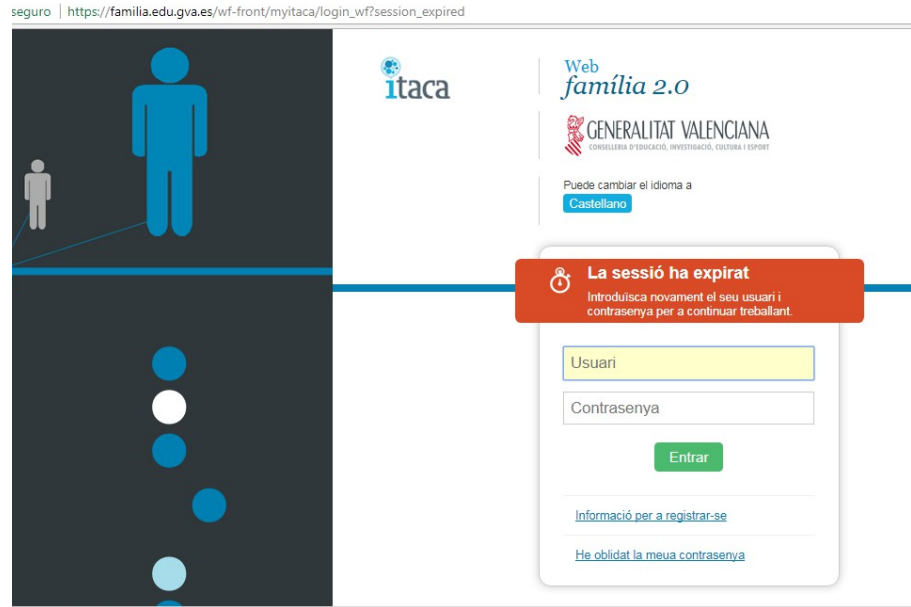 seguro | https://familia.edu.gva.es/wf-front/myitaca/login_wf?session_expired
itaca
Web
família 2.0
GENERALITAT VALENCIANA
CONSELLERIA D'EDUCACIÓ, INVESTIGACIÓ, CULTURA I ESPORT
Puede cambiar el idioma a
Castellano
La sessió ha expirat
Introduïsca novament el seu usuari i
contrasenya per a continuar treballant.
Usuari
Contrasenya
Entrar
Informació per a registrar-se
He oblidat la meua contrasenya